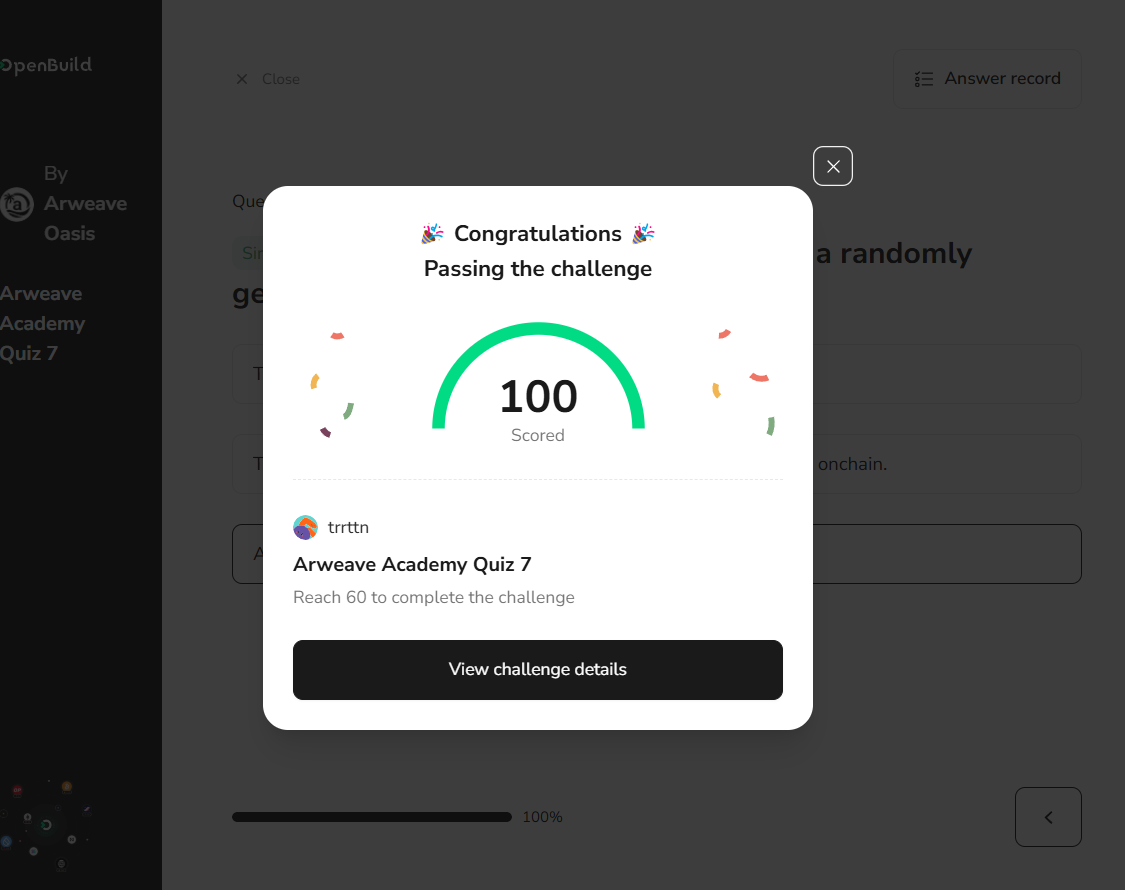 OpenBuild
Close
Answer record
By
Arweave
Oasis
Arweave
Academy
Quiz 7
Que
Sin
a randomly
ge
T
T
onchain.
A
🎉 Congratulations 🎉
Passing the challenge
100
Scored
trrttn
Arweave Academy Quiz 7
Reach 60 to complete the challenge
View challenge details
100%